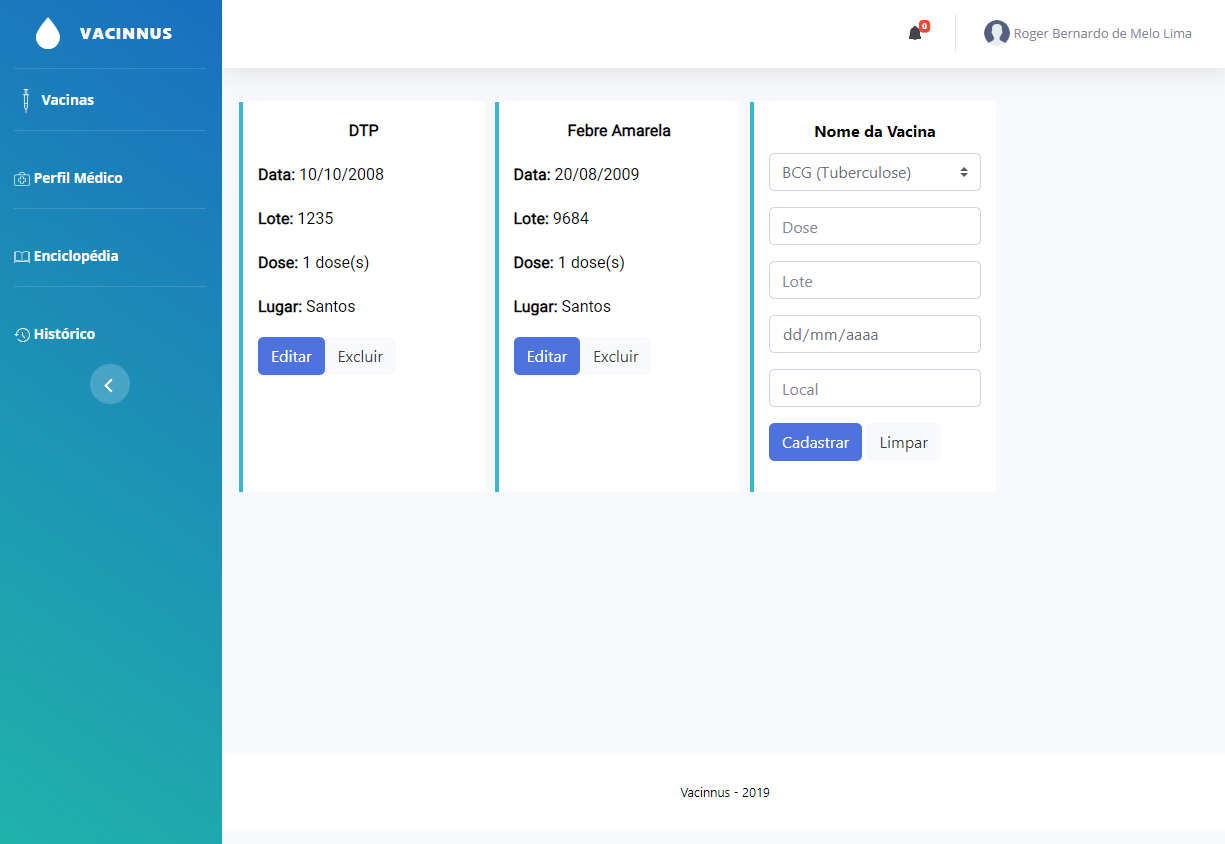 VACINNUS
0
Roger Bernardo de Melo Lima
Vacinas
Perfil Médico
Enciclopédia
Histórico
DTP
Data: 10/10/2008
Lote: 1235
Dose: 1 dose(s)
Lugar: Santos
Editar Excluir
Febre Amarela
Data: 20/08/2009
Lote: 9684
Dose: 1 dose(s)
Lugar: Santos
Editar Excluir
Nome da Vacina
BCG (Tuberculose)
Dose
Lote
dd/mm/aaaa
Local
Cadastrar Limpar
Vacinnus - 2019